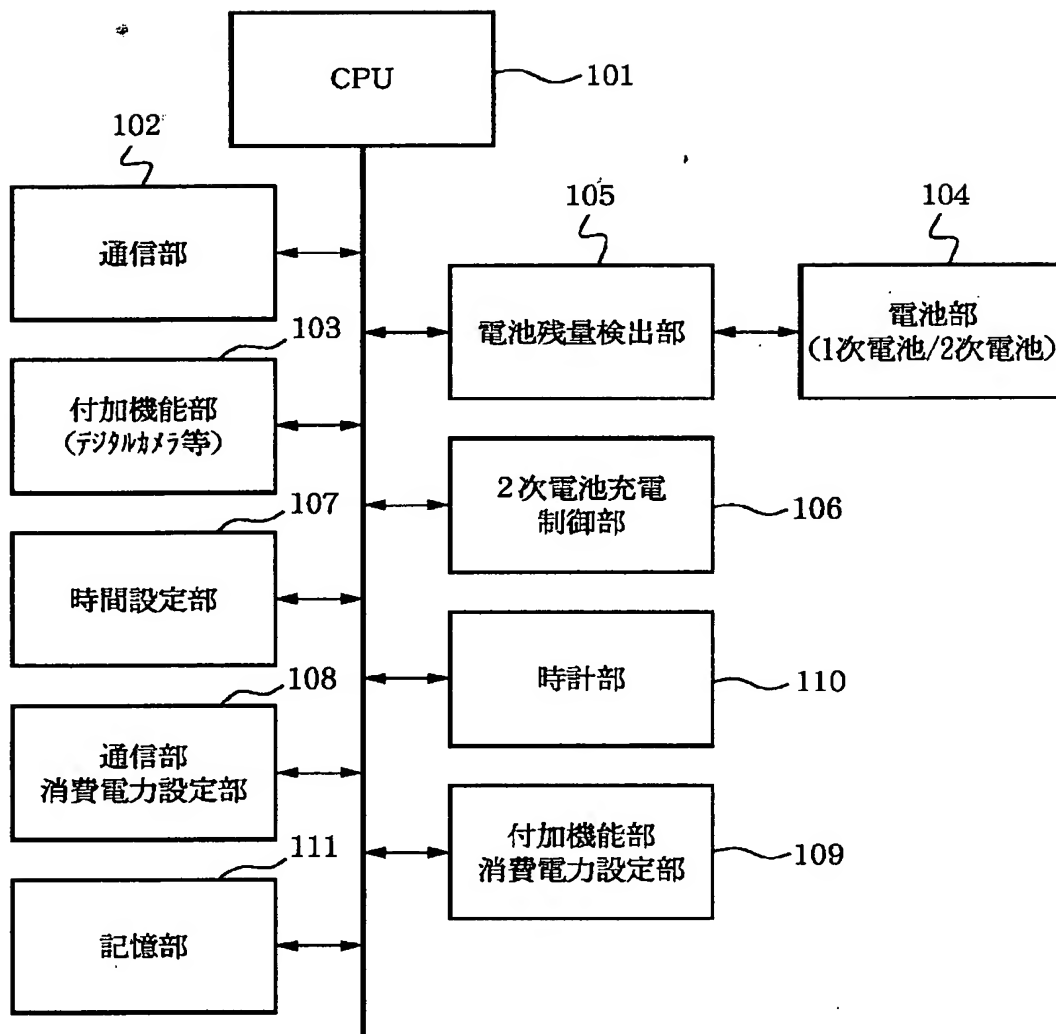 CPU
101
102
通信部
105
104
電池残量検出部
電池部
(1次電池/2次電池)
103
付加機能部
(デジタルカメラ等)
2次電池充電
制御部
106
107
時間設定部
時計部
110
108
通信部
消費電力設定部
付加機能部
消費電力設定部
109
111
記憶部